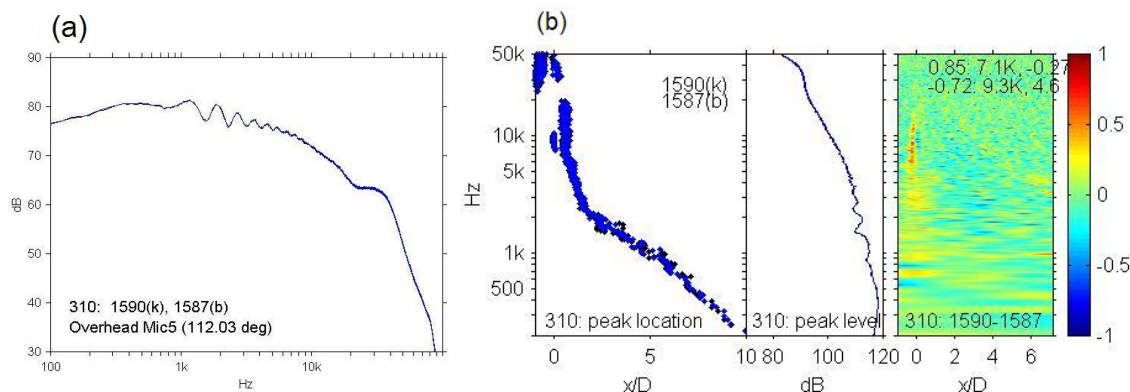 (a)
90
80
70
60
50
40
30
dB
310: 1590(k), 1587(b)
Overhead Mic5 (112.03 deg)
100 1k 10k
Hz
(b)
50k
10k
5k
1k
500
Hz
1590(k)
1587(b)
310: peak location
0 5 10
x/D
310: peak level
80 100 120
dB
0.85: 7.1K, -0.27
-0.72: 9.3K, 4.6
310: 1590-1587
0 2 4 6
x/D
1
0.5
0
-0.5
-1